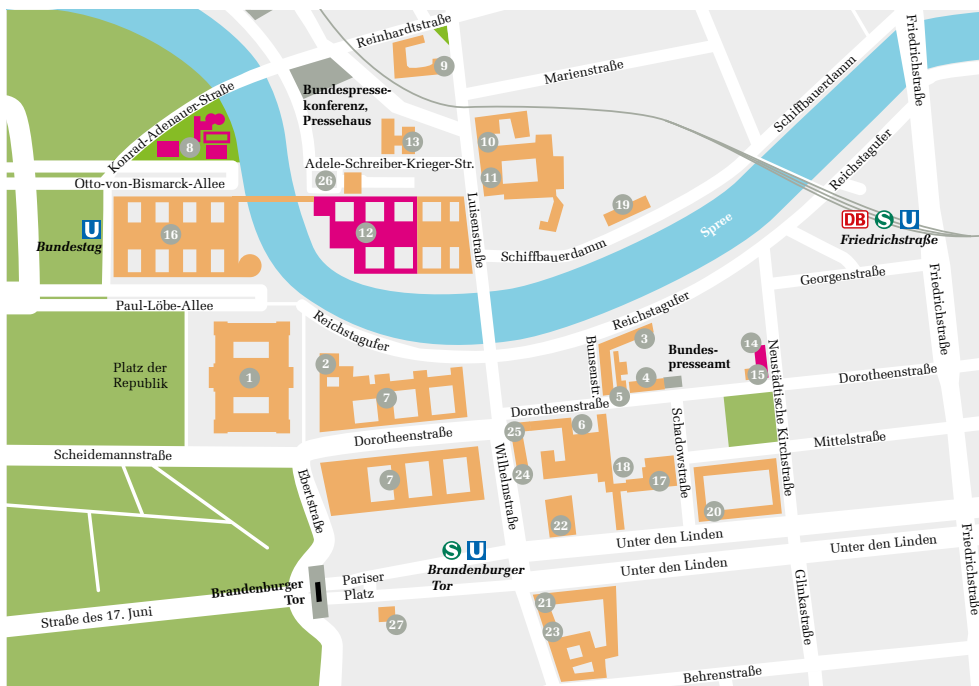 Reinhardtstraße
Friedrichstraße
9
Marienstraße
Schiffbauerdamm
Bundespresse-
konferenz,
Pressehaus
Konrad-Adenauer-Straße
8
13
10
Reichstagufer
Adele-Schreiber-Krieger-Str.
26
11
Otto-von-Bismarck-Allee
Luisenstraße
19
Spree
DB S U
Friedrichstraße
U
Bundestag
16
12
Schiffbauerdamm
Georgenstraße
Friedrichstraße
Paul-Löbe-Allee
Reichstagufer
Reichstagufer
3
Bunsenstr.
14
Neustädtische Kirchstraße
Bundes-
presseamt
Platz der
Republik
1
2
4
15
Dorotheenstraße
7
5
Dorotheenstraße
6
Schadowstraße
25
Dorotheenstraße
Mittelstraße
Scheidemannstraße
Ebertstraße
7
Wilhelmstraße
24
18
17
20
22
Unter den Linden
Unter den Linden
S U
Brandenburger
Tor
Unter den Linden
Friedrichstraße
Brandenburger
Tor
Pariser
Platz
Glinkastraße
Straße des 17. Juni
21
27
23
Behrenstraße